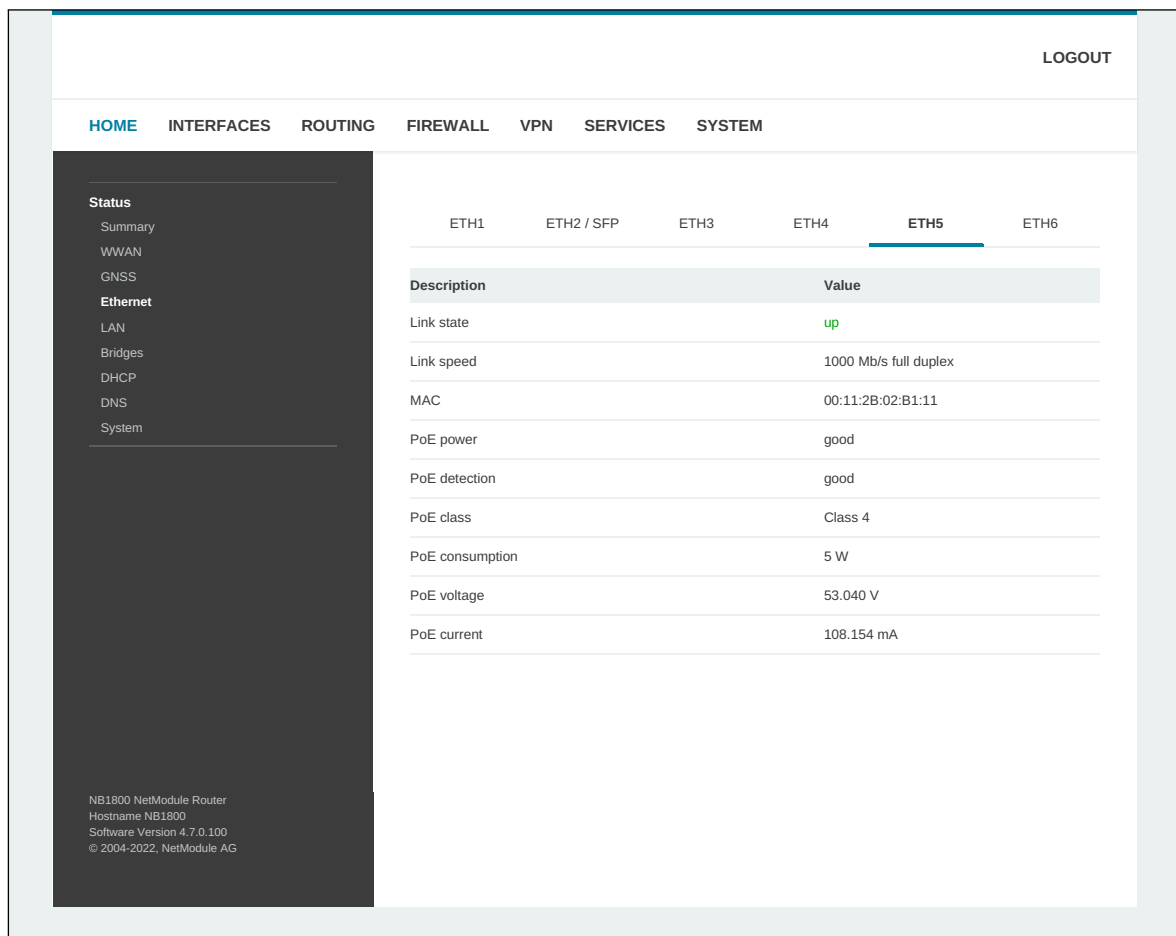 LOGOUT
HOME INTERFACES ROUTING FIREWALL VPN SERVICES SYSTEM
Status
Summary
WWAN
GNSS
Ethernet
LAN
Bridges
DHCP
DNS
System
ETH1 ETH2 / SFP ETH3 ETH4 ETH5 ETH6
Description Value
Link state up
Link speed 1000 Mb/s full duplex
MAC 00:11:2B:02:B1:11
PoE power good
PoE detection good
PoE class Class 4
PoE consumption 5 W
PoE voltage 53.040 V
PoE current 108.154 mA
NB1800 NetModule Router
Hostname NB1800
Software Version 4.7.0.100
© 2004-2022, NetModule AG